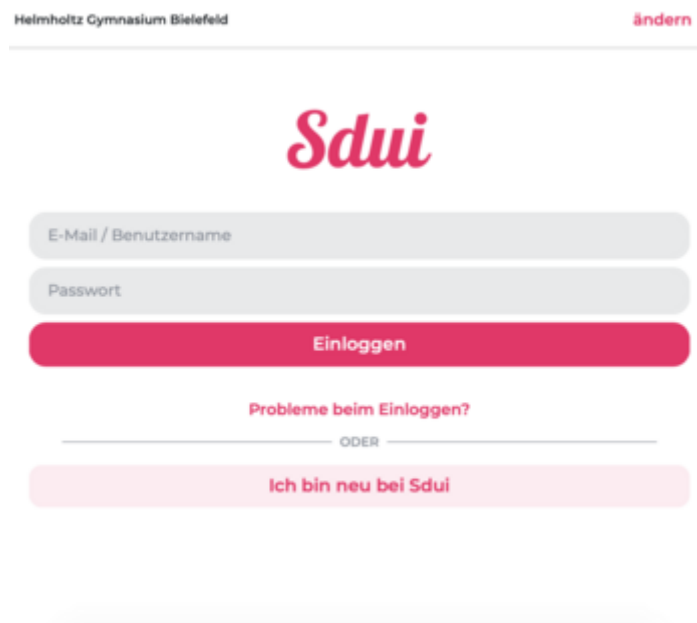 Helmholtz Gymnasium Bielefeld ändern
Sdui
E-Mail / Benutzername
Passwort
Einloggen
Probleme beim Einloggen?
ODER
Ich bin neu bei Sdui